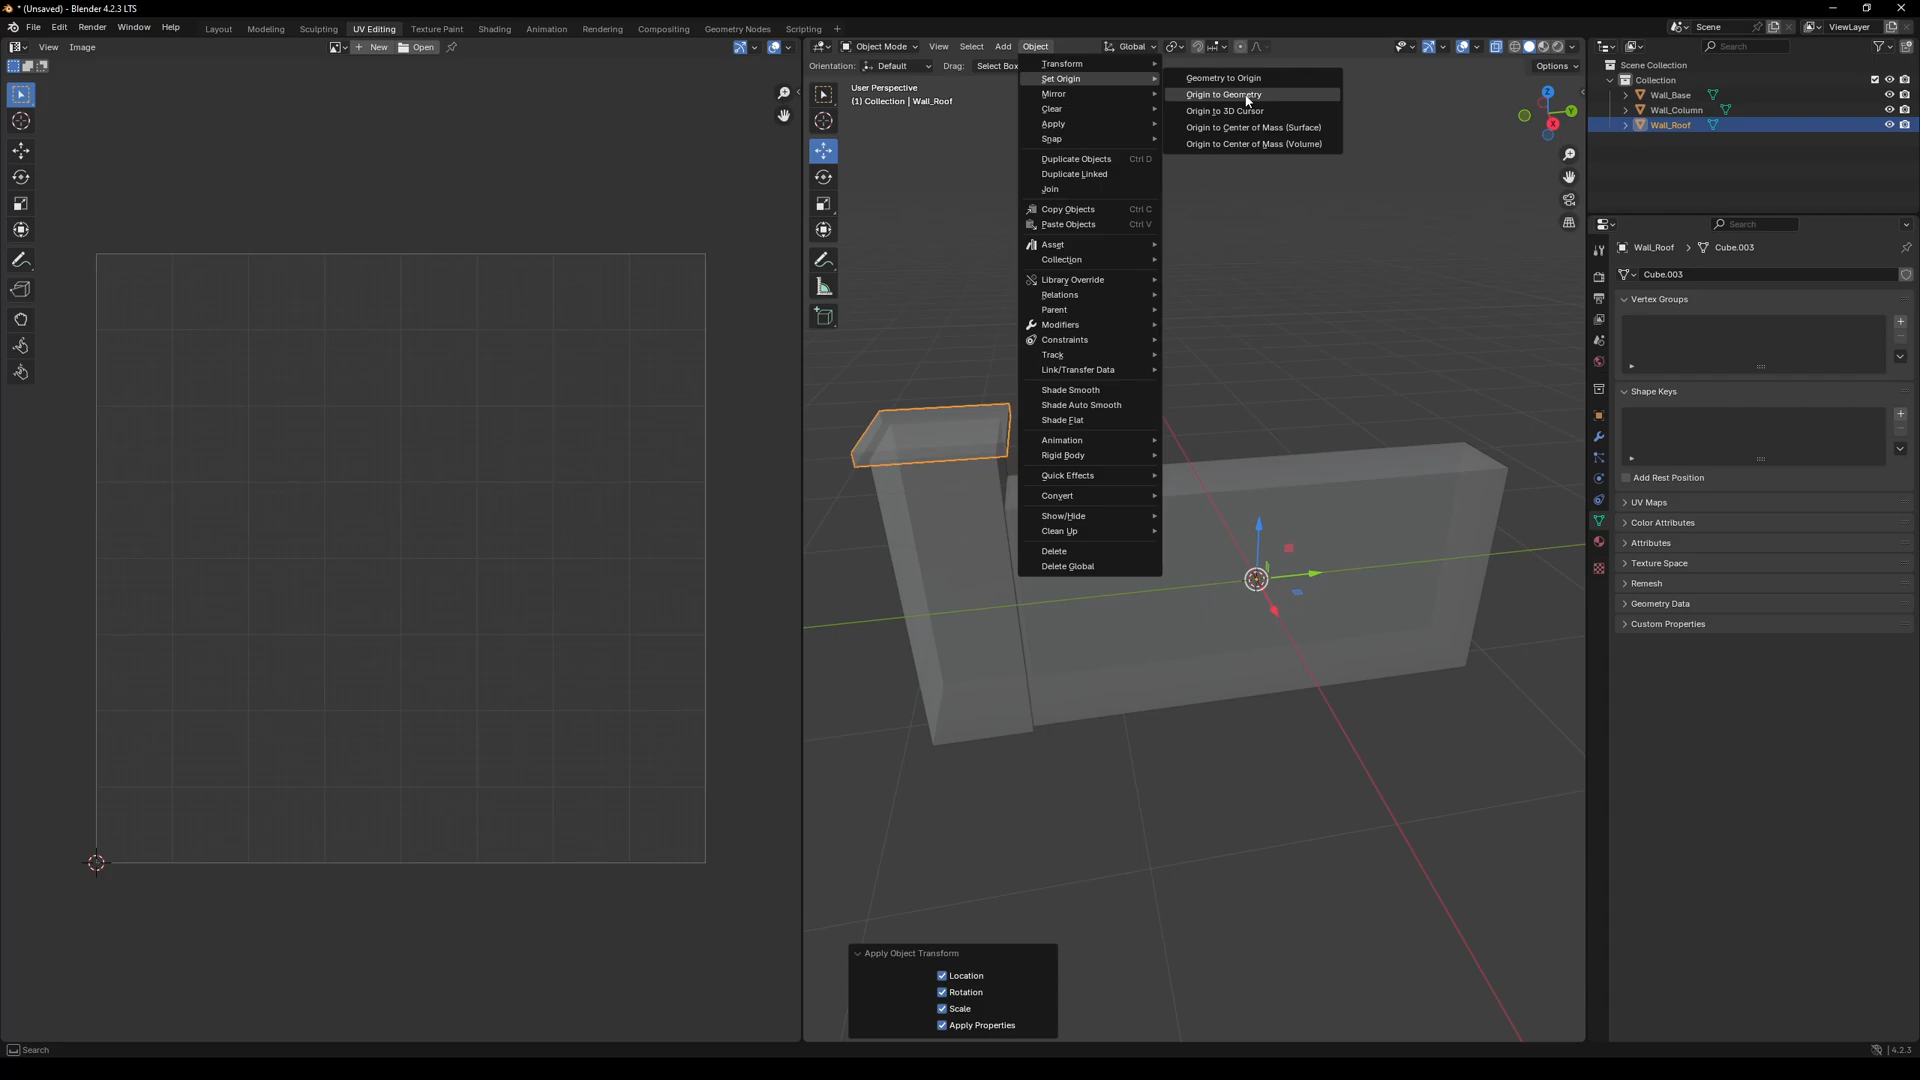 * (Unsaved) - Blender 4.2.3 LTS
File Edit Render Window Help
Layout Modeling Sculpting UV Editing Texture Paint Shading Animation Rendering Compositing Geometry Nodes Scripting +
Scene
ViewLayer
View Image
New Open
Object Mode View Select Add Object
Global
Search
Orientation: Default Drag: Select Box
Options
User Perspective
(1) Collection | Wall_Roof
Transform
Set Origin
Mirror
Clear
Apply
Snap
Duplicate Objects Ctrl D
Duplicate Linked
Join
Copy Objects Ctrl C
Paste Objects Ctrl V
Asset
Collection
Library Override
Relations
Parent
Modifiers
Constraints
Track
Link/Transfer Data
Shade Smooth
Shade Auto Smooth
Shade Flat
Animation
Rigid Body
Quick Effects
Convert
Show/Hide
Clean Up
Delete
Delete Global
Geometry to Origin
Origin to Geometry
Origin to 3D Cursor
Origin to Center of Mass (Surface)
Origin to Center of Mass (Volume)
Z
Y
X
Scene Collection
Collection
Wall_Base
Wall_Column
Wall_Roof
Search
Wall_Roof > Cube.003
Cube.003
Vertex Groups
Shape Keys
Add Rest Position
UV Maps
Color Attributes
Attributes
Texture Space
Remesh
Geometry Data
Custom Properties
Apply Object Transform
Location
Rotation
Scale
Apply Properties
Search
4.2.3